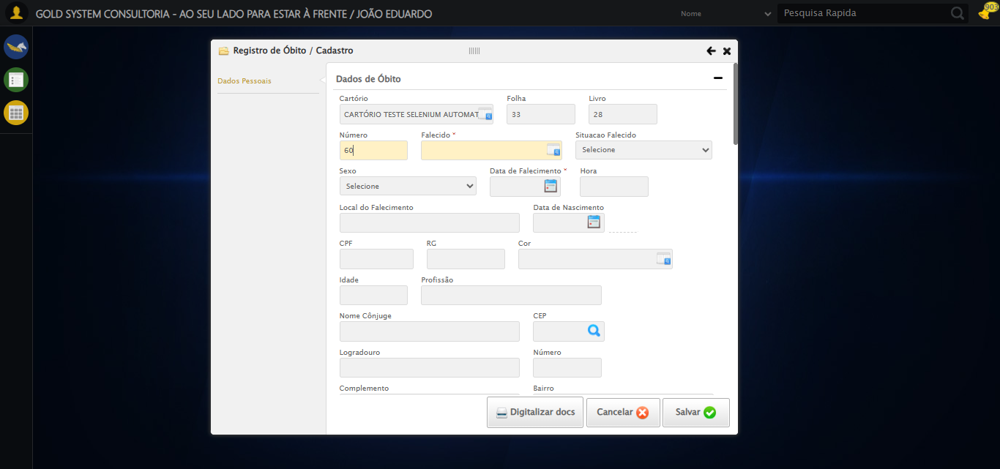 GOLD SYSTEM CONSULTORIA - AO SEU LADO PARA ESTAR À FRENTE / JOÃO EDUARDO
Nome
Pesquisa Rapida
903
Registro de Óbito / Cadastro
Dados Pessoais
Dados de Óbito
Cartório Folha Livro
CARTÓRIO TESTE SELENIUM AUTOMAT 33 28
Número Falecido * Situacao Falecido
60 Selecione
Sexo Data de Falecimento * Hora
Selecione
Local do Falecimento Data de Nascimento
CPF RG Cor
Idade Profissão
Nome Cônjuge CEP
Logradouro Número
Complemento Bairro
Digitalizar docs Cancelar Salvar